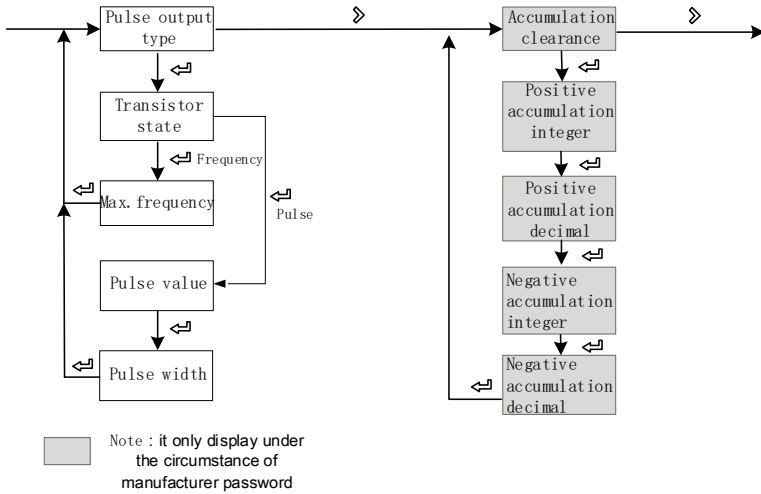 Pulse output
type
Transistor
state
Frequency
Max. frequency
Pulse
Pulse value
Pulse width
Accumulation
clearance
Positive
accumulation
integer
Positive
accumulation
decimal
Negative
accumulation
integer
Negative
accumulation
decimal
Note : it only display under
the circumstance of
manufacturer password